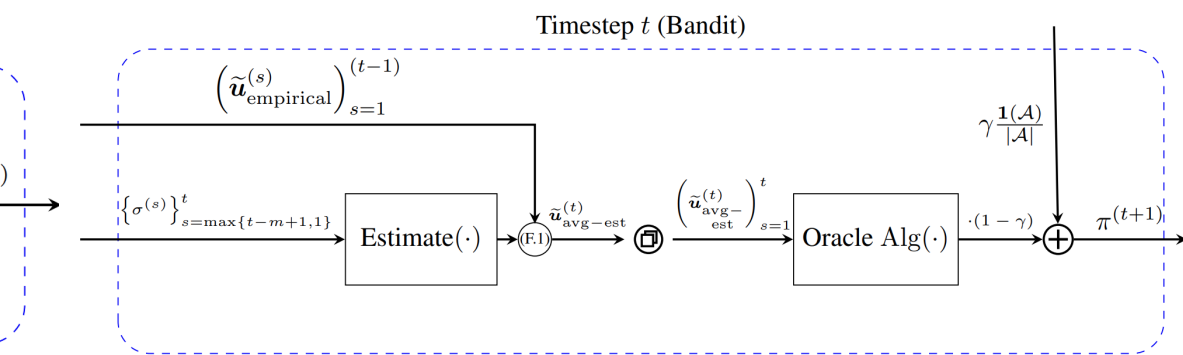 Timestep t (Bandit)
(ũ^{(s)}_{empirical})^{(t−1)}_{s=1}
γ 1(𝒜)/|𝒜|
)
{σ^{(s)}}^{t}_{s=max{t−m+1,1}}
Estimate(·)
(F.1)
ũ^{(t)}_{avg−est}
(ũ^{(t)}_{avg−est})^{t}_{s=1}
Oracle Alg(·)
·(1 − γ)
+
π^{(t+1)}